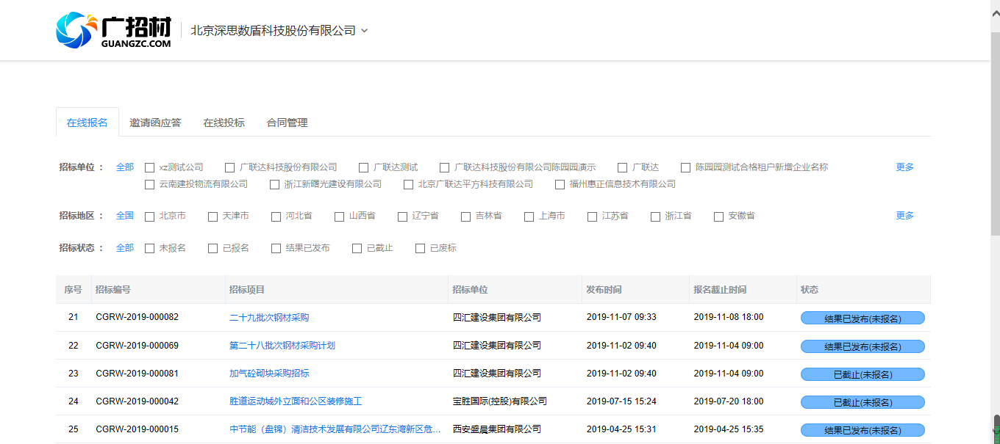 广招材
GUANGZC.COM
北京深思数盾科技股份有限公司
在线报名 邀请函应答 在线投标 合同管理
招标单位 ： 全部 xz测试公司 广联达科技股份有限公司 广联达测试 广联达科技股份有限公司陈园园演示 广联达 陈园园测试合格租户新增企业名称 更多
云南建投物流有限公司 浙江新曙光建设有限公司 北京广联达平方科技有限公司 福州惠正信息技术有限公司
招标地区 ： 全国 北京市 天津市 河北省 山西省 辽宁省 吉林省 上海市 江苏省 浙江省 安徽省 更多
招标状态 ： 全部 未报名 已报名 结果已发布 已截止 已废标
序号 招标编号 招标项目 招标单位 发布时间 报名截止时间 状态
21 CGRW-2019-000082 二十九批次钢材采购 四汇建设集团有限公司 2019-11-07 09:33 2019-11-08 18:00 结果已发布(未报名)
22 CGRW-2019-000069 第二十八批次钢材采购计划 四汇建设集团有限公司 2019-11-02 09:40 2019-11-04 09:00 结果已发布(未报名)
23 CGRW-2019-000081 加气砼砌块采购招标 四汇建设集团有限公司 2019-11-02 09:40 2019-11-04 09:00 已截止(未报名)
24 CGRW-2019-000042 胜道运动城外立面和公区装修施工 宝胜国际(控股)有限公司 2019-07-15 15:24 2019-07-20 18:00 已截止(未报名)
25 CGRW-2019-000015 中节能（盘锦）清洁技术发展有限公司辽东湾新区危... 西安盛晨集团有限公司 2019-04-25 15:31 2019-04-25 15:35 结果已发布(未报名)